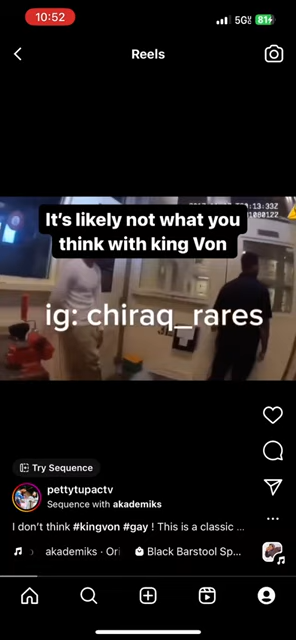 10:52
5G
81
Reels
It's likely not what you
think with king Von
ig: chiraq_rares
Try Sequence
pettytupactv
Sequence with akademiks
I don't think #kingvon #gay ! This is a classic ...
akademiks · Ori
Black Barstool Sp...